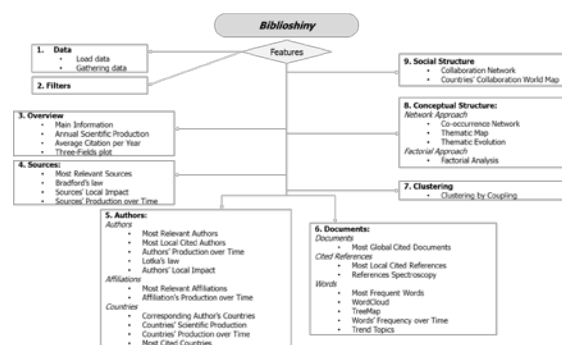 Biblioshiny
Features
1. Data
• Load data
• Gathering data
2. Filters
3. Overview
• Main Information
• Annual Scientific Production
• Average Citation per Year
• Three-Fields plot
4. Sources:
• Most Relevant Sources
• Bradford's law
• Sources' Local Impact
• Sources' Production over Time
5. Authors:
Authors
• Most Relevant Authors
• Most Local Cited Authors
• Authors' Production over Time
• Lotka's law
• Authors' Local Impact
Affiliations
• Most Relevant Affiliations
• Affiliation's Production over Time
Countries
• Corresponding Author's Countries
• Countries' Scientific Production
• Countries' Production over Time
• Most Cited Countries
6. Documents:
Documents
• Most Global Cited Documents
Cited References
• Most Local Cited References
• References Spectroscopy
Words
• Most Frequent Words
• WordCloud
• TreeMap
• Words' Frequency over Time
• Trend Topics
7. Clustering
• Clustering by Coupling
8. Conceptual Structure:
Network Approach
• Co-occurrence Network
• Thematic Map
• Thematic Evolution
Factorial Approach
• Factorial Analysis
9. Social Structure
• Collaboration Network
• Countries' Collaboration World Map